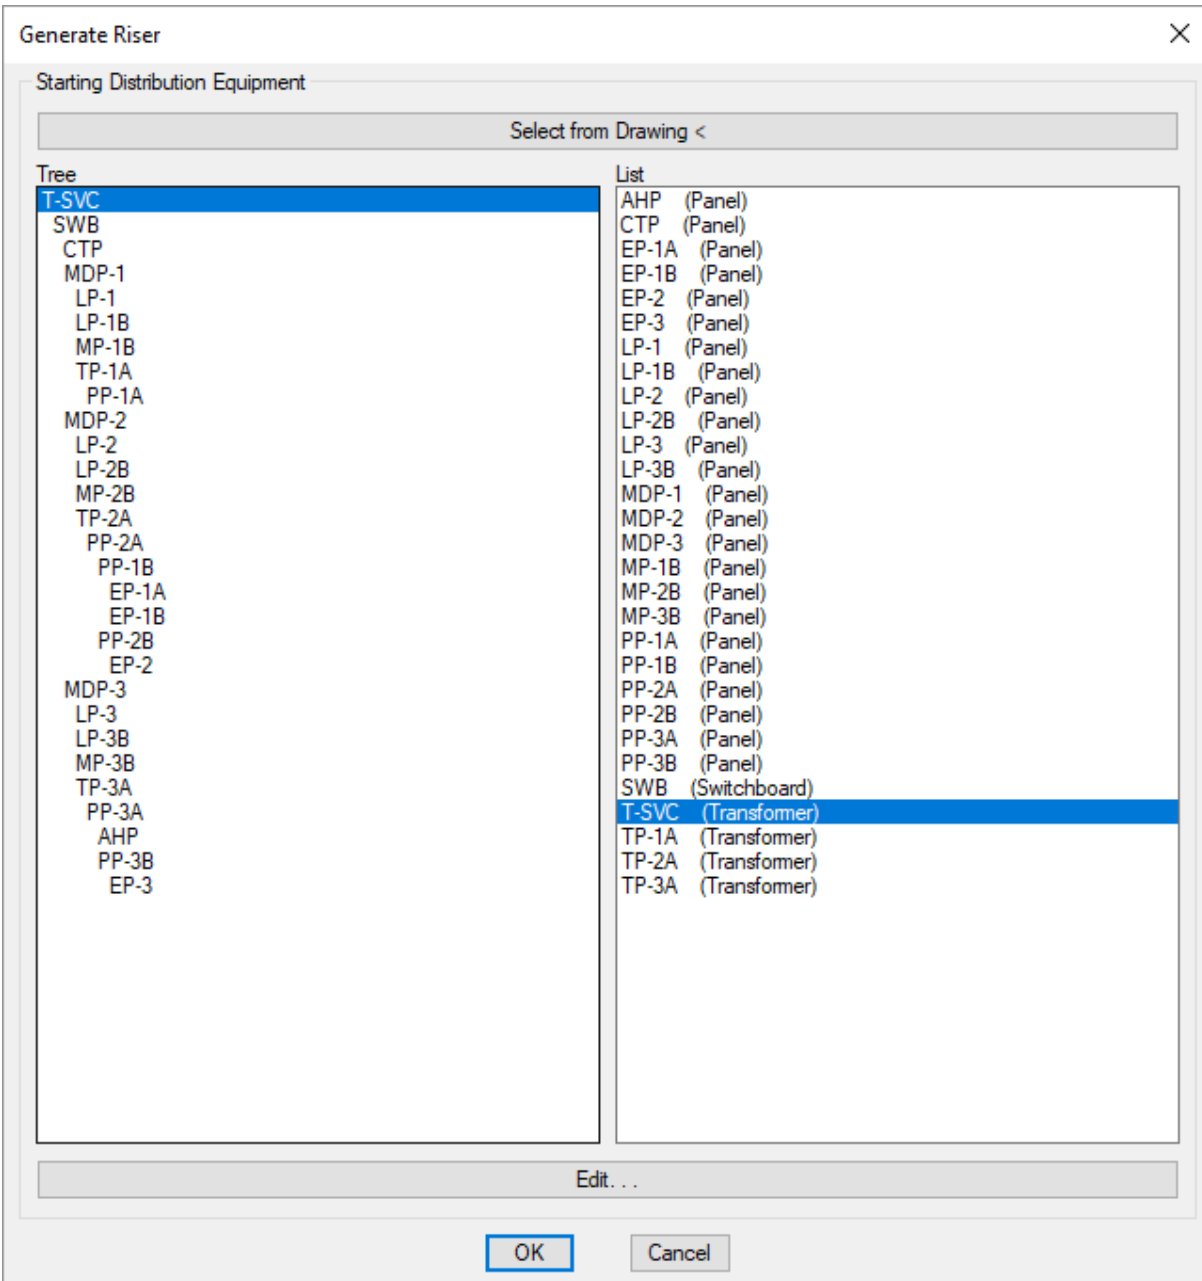 Generate Riser
Starting Distribution Equipment
Select from Drawing <
Tree
T-SVC
SWB
CTP
MDP-1
LP-1
LP-1B
MP-1B
TP-1A
PP-1A
MDP-2
LP-2
LP-2B
MP-2B
TP-2A
PP-2A
PP-1B
EP-1A
EP-1B
PP-2B
EP-2
MDP-3
LP-3
LP-3B
MP-3B
TP-3A
PP-3A
AHP
PP-3B
EP-3
List
AHP (Panel)
CTP (Panel)
EP-1A (Panel)
EP-1B (Panel)
EP-2 (Panel)
EP-3 (Panel)
LP-1 (Panel)
LP-1B (Panel)
LP-2 (Panel)
LP-2B (Panel)
LP-3 (Panel)
LP-3B (Panel)
MDP-1 (Panel)
MDP-2 (Panel)
MDP-3 (Panel)
MP-1B (Panel)
MP-2B (Panel)
MP-3B (Panel)
PP-1A (Panel)
PP-1B (Panel)
PP-2A (Panel)
PP-2B (Panel)
PP-3A (Panel)
PP-3B (Panel)
SWB (Switchboard)
T-SVC (Transformer)
TP-1A (Transformer)
TP-2A (Transformer)
TP-3A (Transformer)
Edit. . .
OK
Cancel